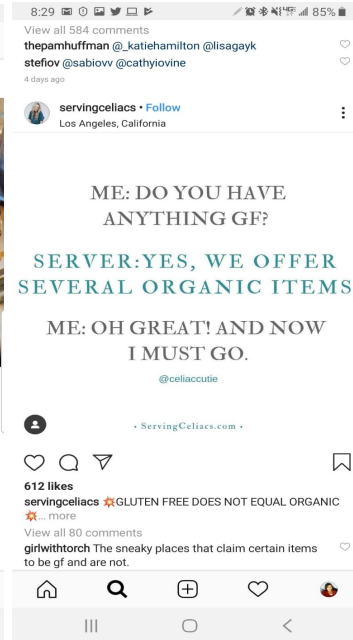 8:29
85%
View all 584 comments
thepamhuffman @_katiehamilton @lisagayk
stefiov @sabiovv @cathyiovine
4 days ago
servingceliacs • Follow
Los Angeles, California
ME: DO YOU HAVE
ANYTHING GF?
SERVER:YES, WE OFFER
SEVERAL ORGANIC ITEMS
ME: OH GREAT! AND NOW
I MUST GO.
@celiaccutie
• ServingCeliacs.com •
612 likes
servingceliacs 💥GLUTEN FREE DOES NOT EQUAL ORGANIC
💥... more
View all 80 comments
girlwithtorch The sneaky places that claim certain items
to be gf and are not.